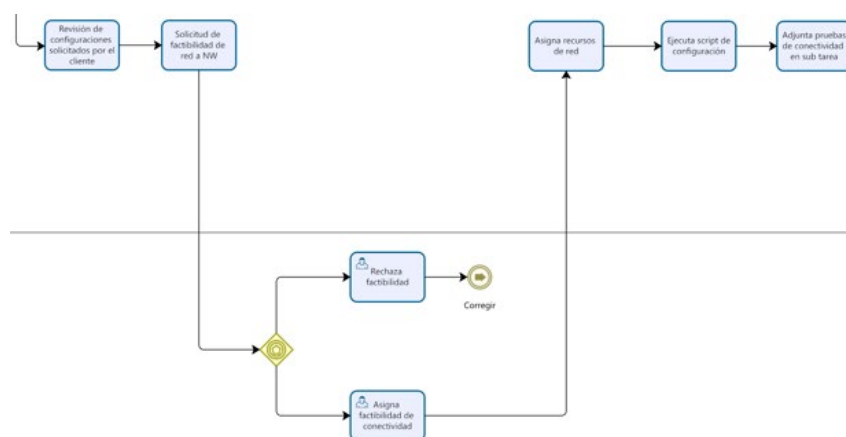 Revisión de
configuraciones
solicitados por el
cliente
Solicitud de
factibilidad de
red a NW
Asigna recursos
de red
Ejecuta script de
configuración
Adjunta pruebas
de conectividad
en sub tarea
Rechaza
factibilidad
Corregir
Asigna
factibilidad de
conectividad